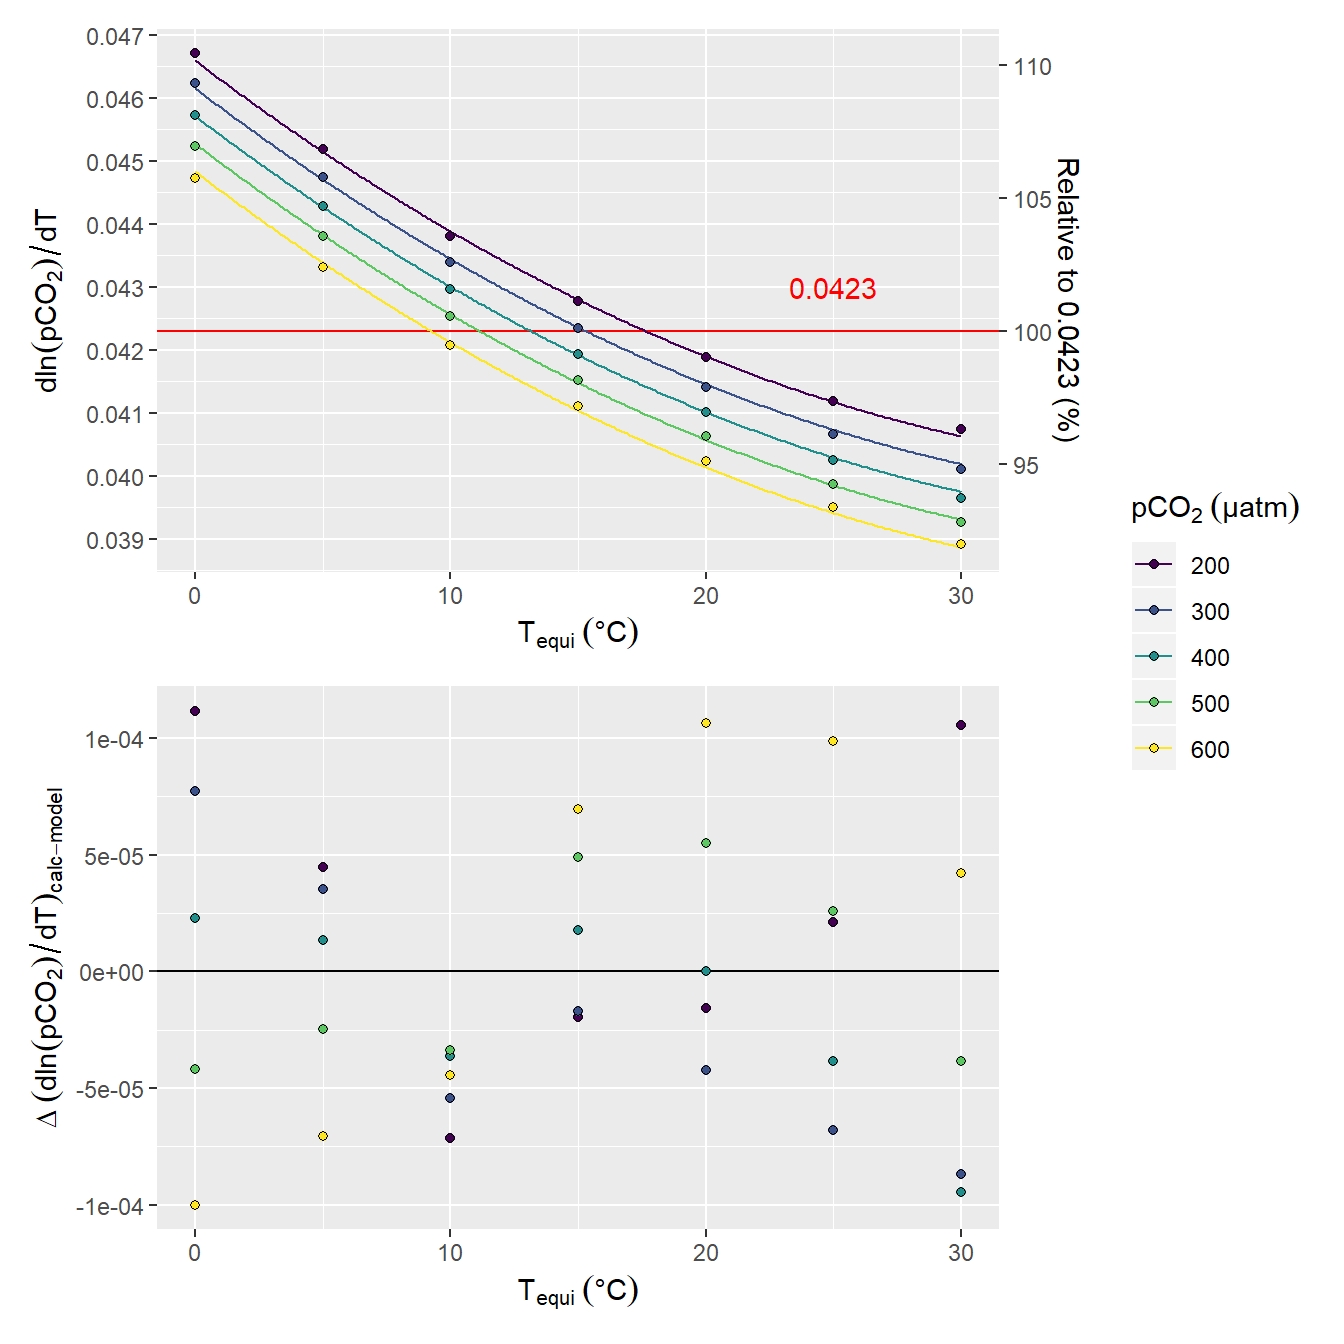 0.047
0.046
0.045
0.044
0.043
0.042
0.041
0.040
0.039
dln(pCO₂)/dT
0.0423
110
105
100
95
Relative to 0.0423 (%)
0 10 20 30
Tequi (°C)
1e-04
5e-05
0e+00
-5e-05
-1e-04
Δ (dln(pCO₂)/dT)calc−model
0 10 20 30
Tequi (°C)
pCO₂ (µatm)
200
300
400
500
600